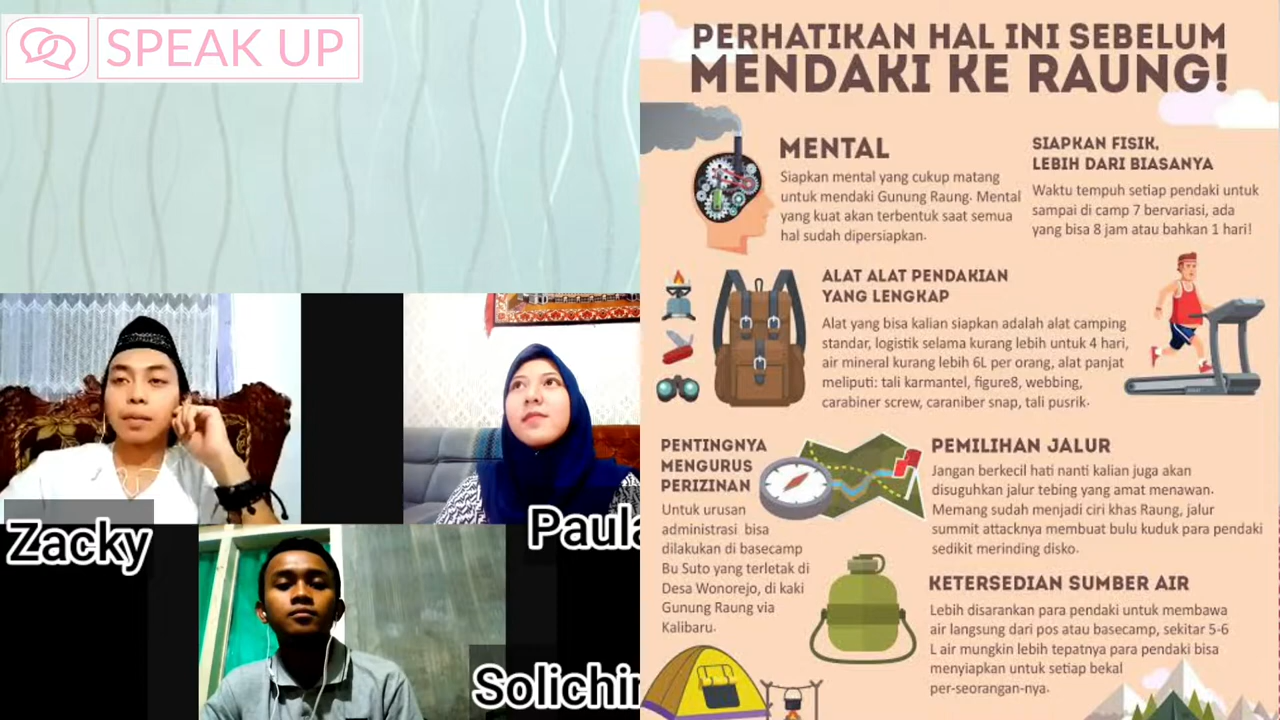 SPEAK UP
Zacky
Paula
Solichin
PERHATIKAN HAL INI SEBELUM
MENDAKI KE RAUNG!
MENTAL
Siapkan mental yang cukup matang
untuk mendaki Gunung Raung. Mental
yang kuat akan terbentuk saat semua
hal sudah dipersiapkan.
SIAPKAN FISIK,
LEBIH DARI BIASANYA
Waktu tempuh setiap pendaki untuk
sampai di camp 7 bervariasi, ada
yang bisa 8 jam atau bahkan 1 hari!
ALAT ALAT PENDAKIAN
YANG LENGKAP
Alat yang bisa kalian siapkan adalah alat camping
standar, logistik selama kurang lebih untuk 4 hari,
air mineral kurang lebih 6L per orang, alat panjat
meliputi: tali karmantel, figure8, webbing,
carabiner screw, caraniber snap, tali pusrik.
PENTINGNYA
MENGURUS
PERIZINAN
Untuk urusan
administrasi bisa
dilakukan di basecamp
Bu Suto yang terletak di
Desa Wonorejo, di kaki
Gunung Raung via
Kalibaru.
PEMILIHAN JALUR
Jangan berkecil hati nanti kalian juga akan
disuguhkan jalur tebing yang amat menawan.
Memang sudah menjadi ciri khas Raung, jalur
summit attacknya membuat bulu kuduk para pendaki
sedikit merinding disko.
KETERSEDIAN SUMBER AIR
Lebih disarankan para pendaki untuk membawa
air langsung dari pos atau basecamp, sekitar 5-6
L air mungkin lebih tepatnya para pendaki bisa
menyiapkan untuk setiap bekal
per-seorangan-nya.